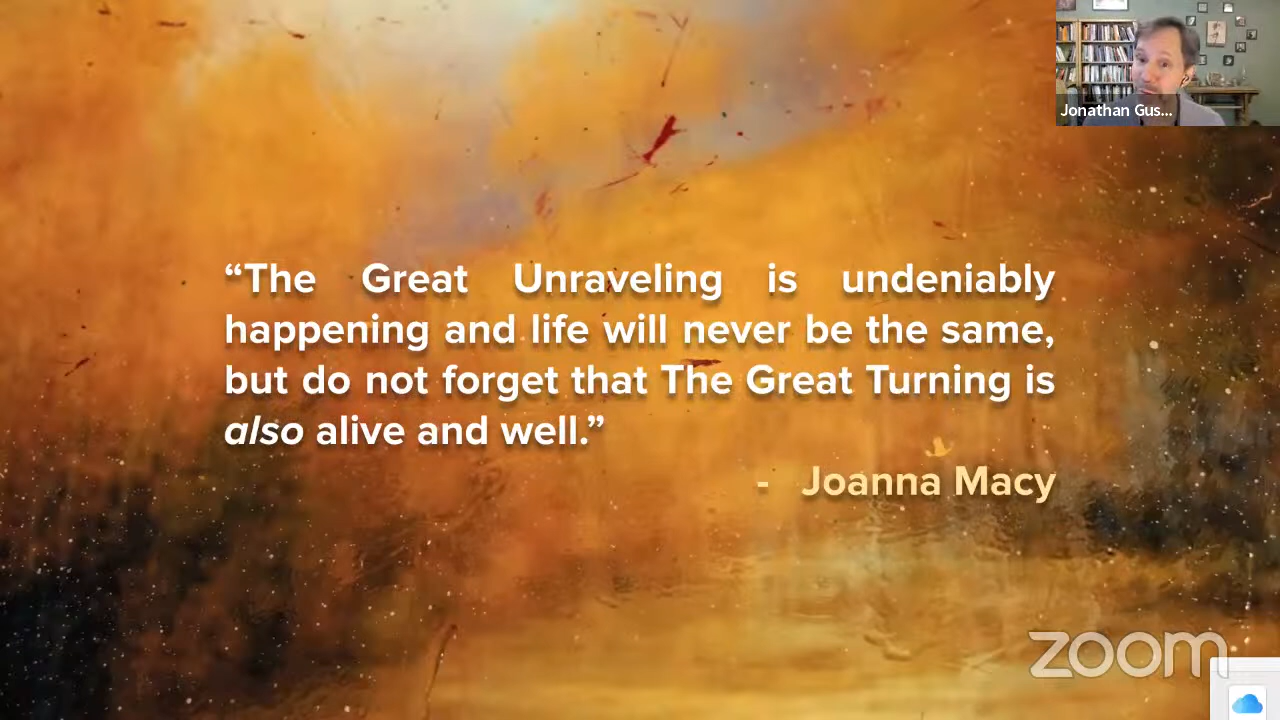 Jonathan Gus...
“The Great Unraveling is undeniably
happening and life will never be the same,
but do not forget that The Great Turning is
also alive and well.”
- Joanna Macy
zoom